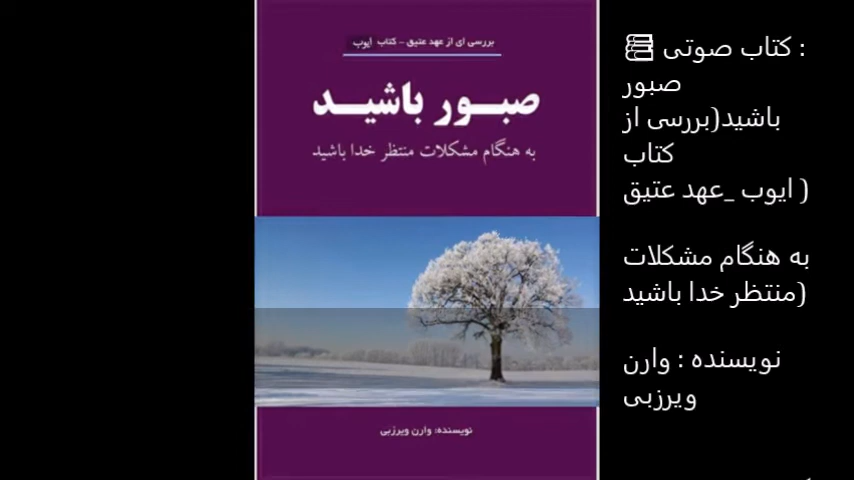 بررسی ای از عهد عتیق - کتاب ایوب
صبور باشید
به هنگام مشکلات منتظر خدا باشید
نویسنده: وارن ویرزبی
📚 کتاب صوتی :
صبور
باشید(بررسی از
کتاب
ایوب _عهد عتیق )
به هنگام مشکلات
منتظر خدا باشید)
نویسنده : وارن
ویرزبی